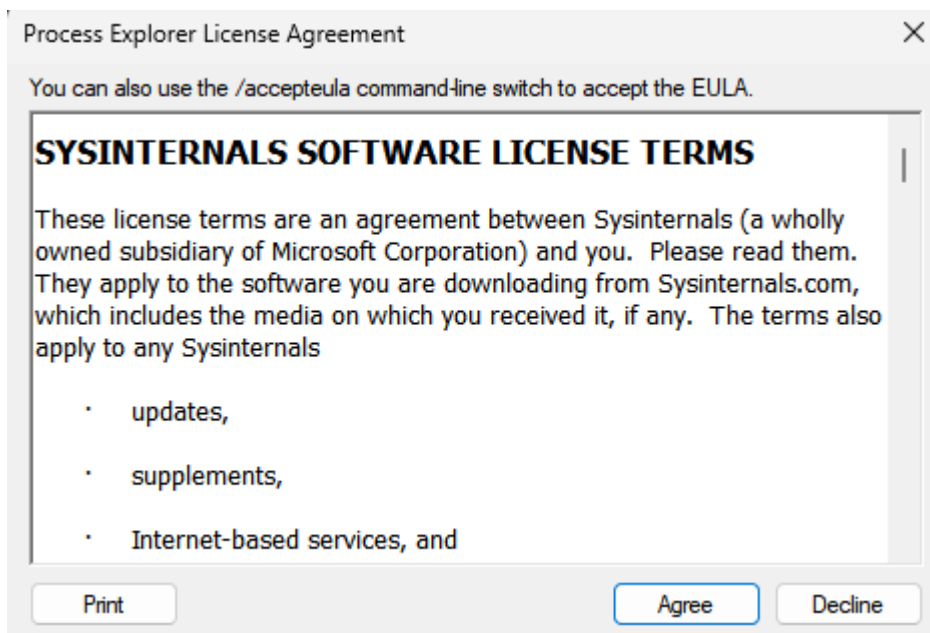 Process Explorer License Agreement
You can also use the /accepteula command-line switch to accept the EULA.
SYSINTERNALS SOFTWARE LICENSE TERMS
These license terms are an agreement between Sysinternals (a wholly
owned subsidiary of Microsoft Corporation) and you.  Please read them.
They apply to the software you are downloading from Sysinternals.com,
which includes the media on which you received it, if any.  The terms also
apply to any Sysinternals
· updates,
· supplements,
· Internet-based services, and
Print Agree Decline